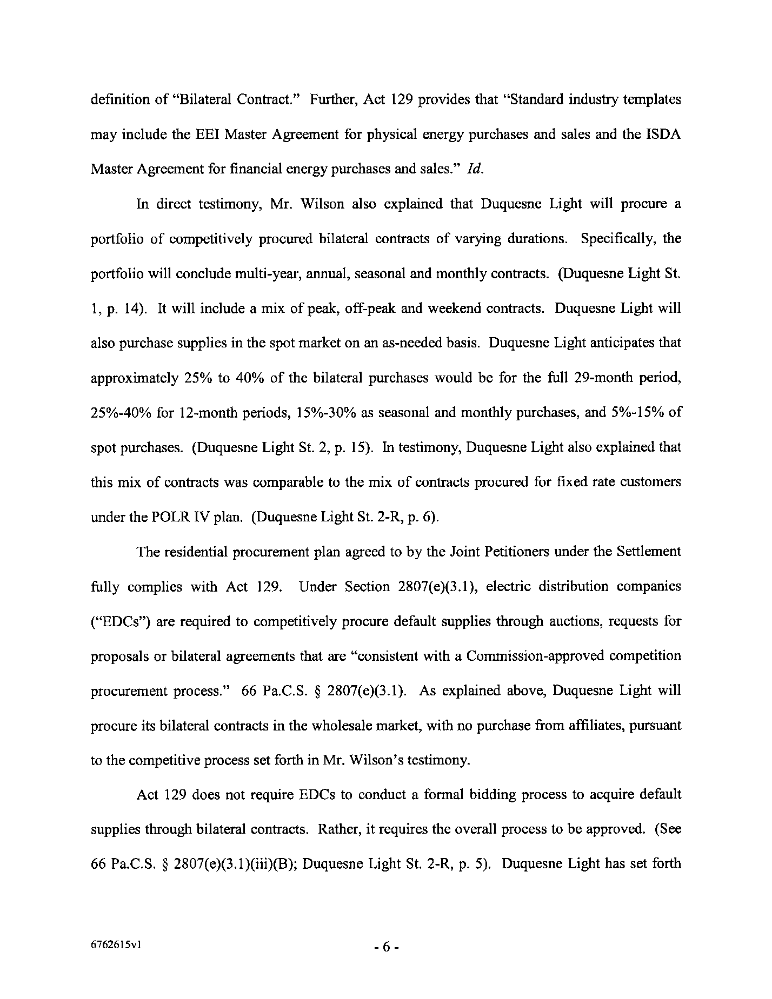 definition of “Bilateral Contract.” Further, Act 129 provides that “Standard industry templates
may include the EEI Master Agreement for physical energy purchases and sales and the ISDA
Master Agreement for financial energy purchases and sales.” Id.
In direct testimony, Mr. Wilson also explained that Duquesne Light will procure a
portfolio of competitively procured bilateral contracts of varying durations. Specifically, the
portfolio will conclude multi-year, annual, seasonal and monthly contracts. (Duquesne Light St.
1, p. 14). It will include a mix of peak, off-peak and weekend contracts. Duquesne Light will
also purchase supplies in the spot market on an as-needed basis. Duquesne Light anticipates that
approximately 25% to 40% of the bilateral purchases would be for the full 29-month period,
25%-40% for 12-month periods, 15%-30% as seasonal and monthly purchases, and 5%-15% of
spot purchases. (Duquesne Light St. 2, p. 15). In testimony, Duquesne Light also explained that
this mix of contracts was comparable to the mix of contracts procured for fixed rate customers
under the POLR IV plan. (Duquesne Light St. 2-R, p. 6).
The residential procurement plan agreed to by the Joint Petitioners under the Settlement
fully complies with Act 129. Under Section 2807(e)(3.1), electric distribution companies
(“EDCs”) are required to competitively procure default supplies through auctions, requests for
proposals or bilateral agreements that are “consistent with a Commission-approved competition
procurement process.” 66 Pa.C.S. § 2807(e)(3.1). As explained above, Duquesne Light will
procure its bilateral contracts in the wholesale market, with no purchase from affiliates, pursuant
to the competitive process set forth in Mr. Wilson’s testimony.
Act 129 does not require EDCs to conduct a formal bidding process to acquire default
supplies through bilateral contracts. Rather, it requires the overall process to be approved. (See
66 Pa.C.S. § 2807(e)(3.1)(iii)(B); Duquesne Light St. 2-R, p. 5). Duquesne Light has set forth
6762615v1
- 6 -